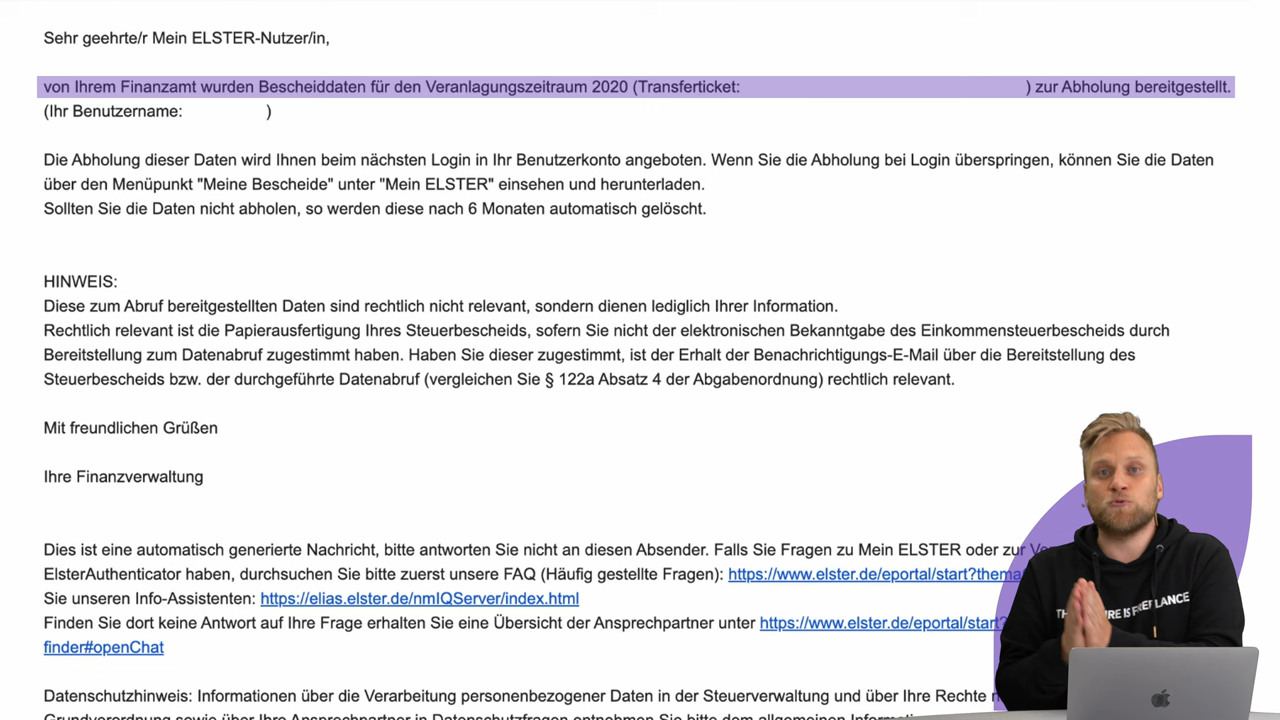 Sehr geehrte/r Mein ELSTER-Nutzer/in,
von Ihrem Finanzamt wurden Bescheiddaten für den Veranlagungszeitraum 2020 (Transferticket: ) zur Abholung bereitgestellt.
(Ihr Benutzername: )
Die Abholung dieser Daten wird Ihnen beim nächsten Login in Ihr Benutzerkonto angeboten. Wenn Sie die Abholung bei Login überspringen, können Sie die Daten
über den Menüpunkt "Meine Bescheide" unter "Mein ELSTER" einsehen und herunterladen.
Sollten Sie die Daten nicht abholen, so werden diese nach 6 Monaten automatisch gelöscht.
HINWEIS:
Diese zum Abruf bereitgestellten Daten sind rechtlich nicht relevant, sondern dienen lediglich Ihrer Information.
Rechtlich relevant ist die Papierausfertigung Ihres Steuerbescheids, sofern Sie nicht der elektronischen Bekanntgabe des Einkommensteuerbescheids durch
Bereitstellung zum Datenabruf zugestimmt haben. Haben Sie dieser zugestimmt, ist der Erhalt der Benachrichtigungs-E-Mail über die Bereitstellung des
Steuerbescheids bzw. der durchgeführte Datenabruf (vergleichen Sie § 122a Absatz 4 der Abgabenordnung) rechtlich relevant.
Mit freundlichen Grüßen
Ihre Finanzverwaltung
Dies ist eine automatisch generierte Nachricht, bitte antworten Sie nicht an diesen Absender. Falls Sie Fragen zu Mein ELSTER oder zur
ElsterAuthenticator haben, durchsuchen Sie bitte zuerst unsere FAQ (Häufig gestellte Fragen): https://www.elster.de/eportal/start?thema
Sie unseren Info-Assistenten: https://elias.elster.de/nmIQServer/index.html
Finden Sie dort keine Antwort auf Ihre Frage erhalten Sie eine Übersicht der Ansprechpartner unter https://www.elster.de/eportal/start?
finder#openChat
Datenschutzhinweis: Informationen über die Verarbeitung personenbezogener Daten in der Steuerverwaltung und über Ihre Rechte
Grundverordnung sowie über Ihre Ansprechpartner in Datenschutzfragen entnehmen Sie bitte dem allgemeinen
IS FREELANCE